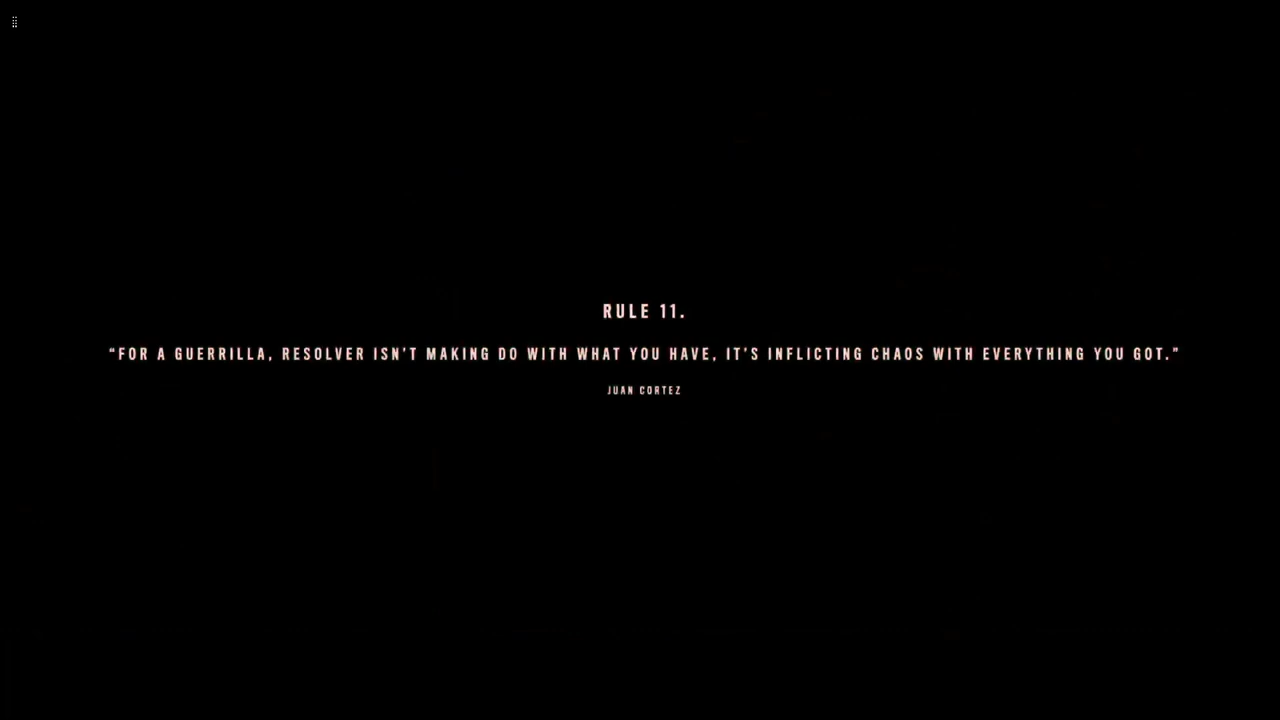 RULE 11.
“FOR A GUERRILLA, RESOLVER ISN’T MAKING DO WITH WHAT YOU HAVE, IT’S INFLICTING CHAOS WITH EVERYTHING YOU GOT.”
JUAN CORTEZ